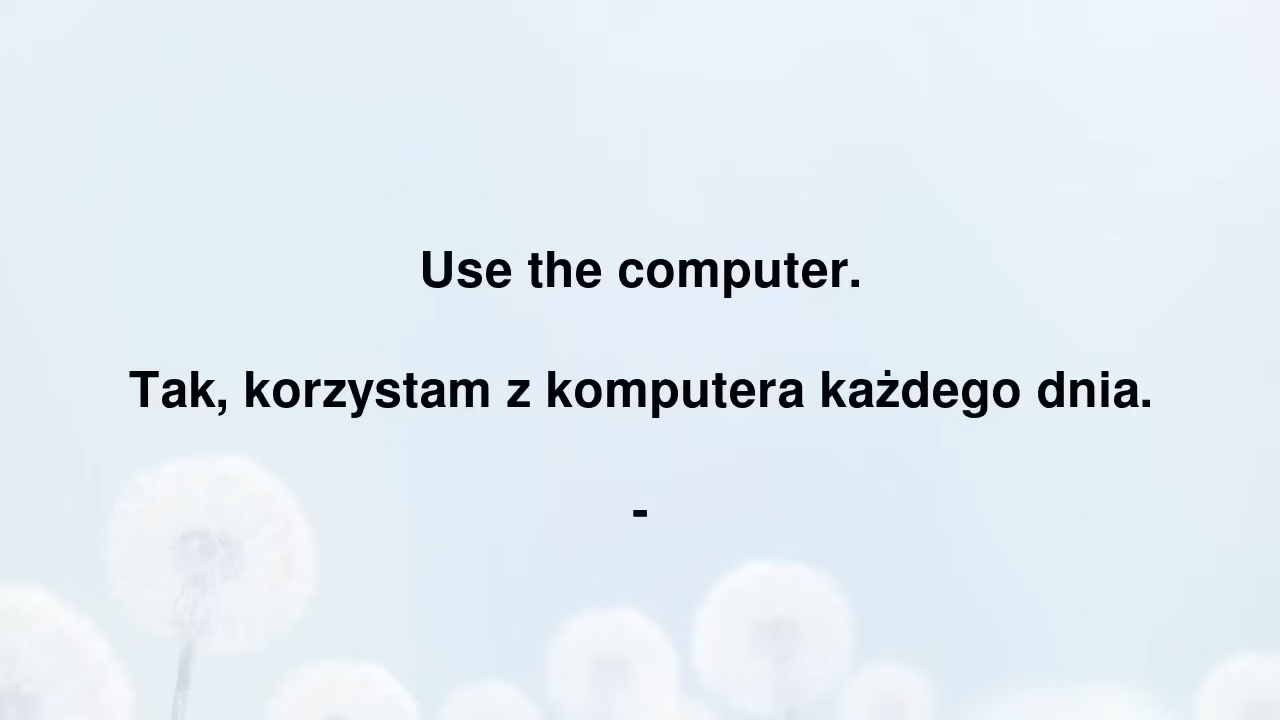 Use the computer.
Tak, korzystam z komputera każdego dnia.
-